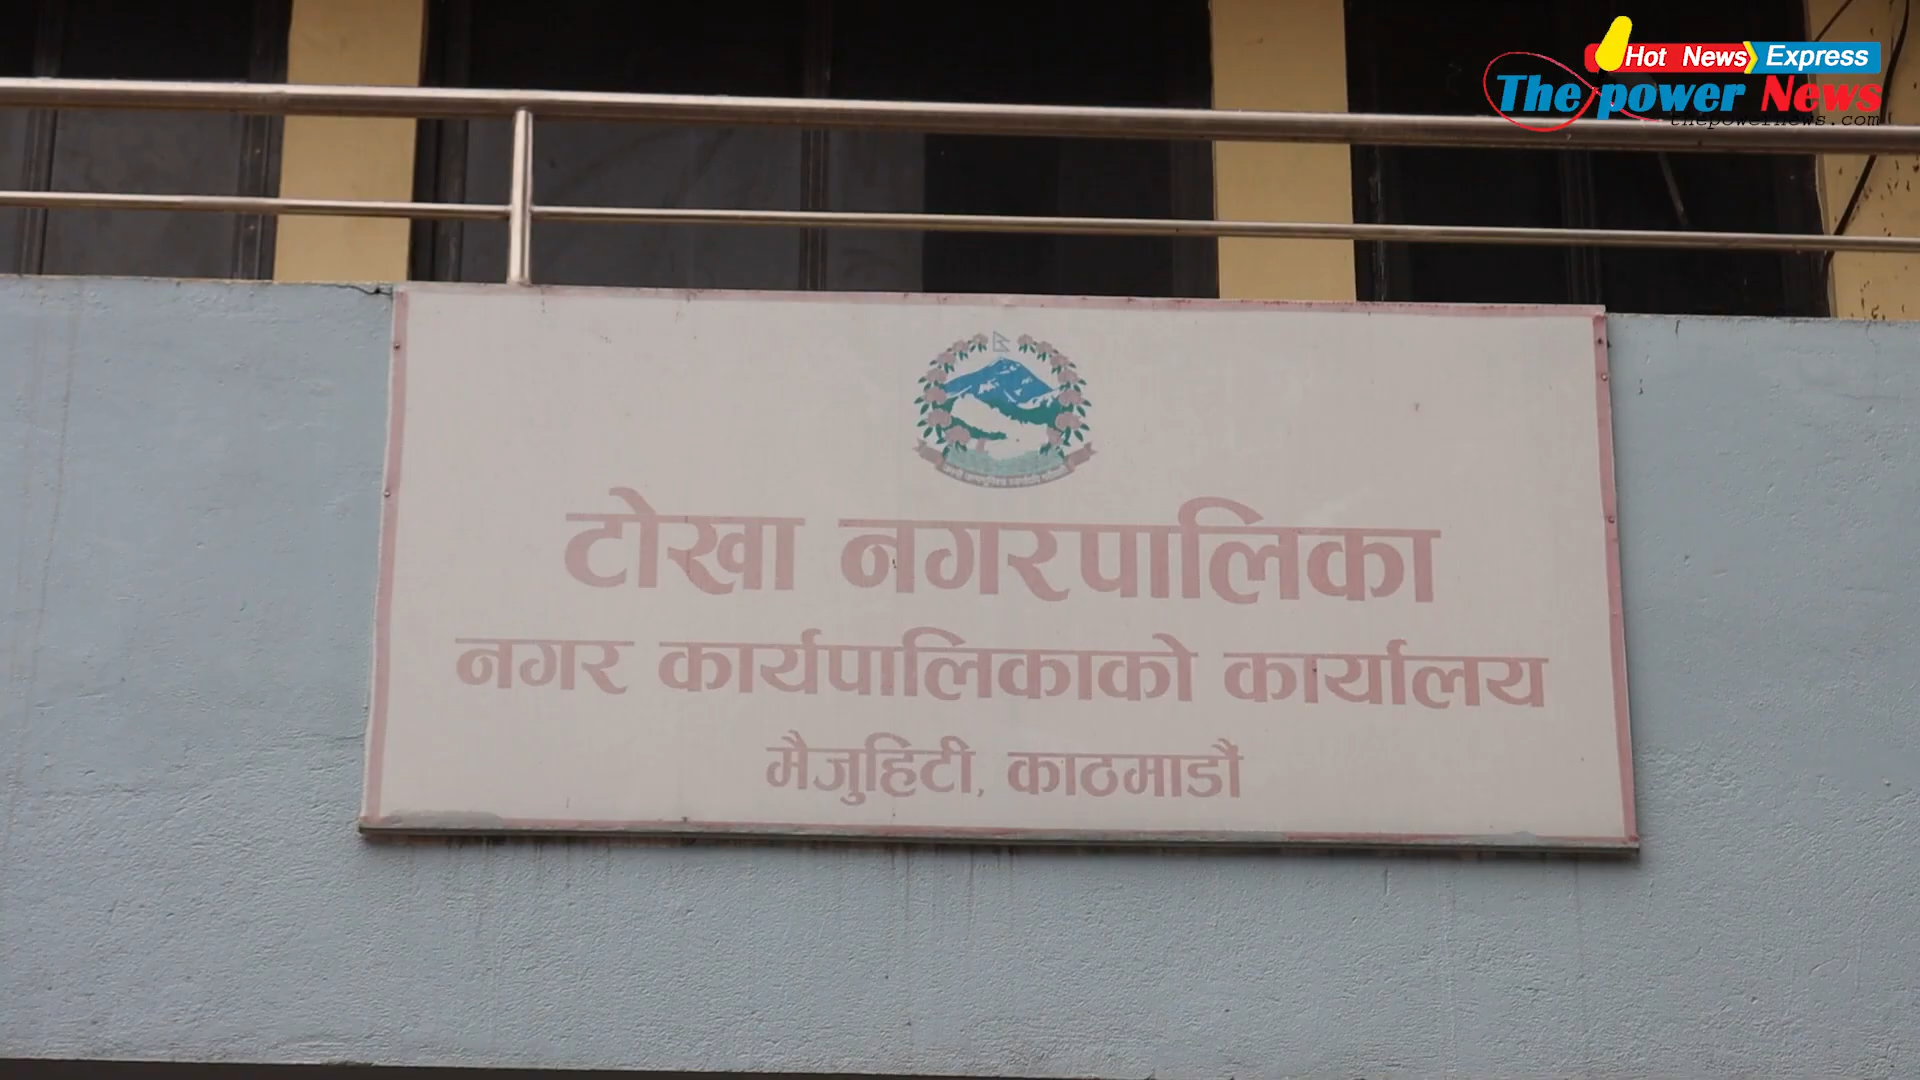 Hot News Express
The power News
thepowernews.com
टोखा नगरपालिका
नगर कार्यपालिकाको कार्यालय
मैजुहिटी, काठमाडौं